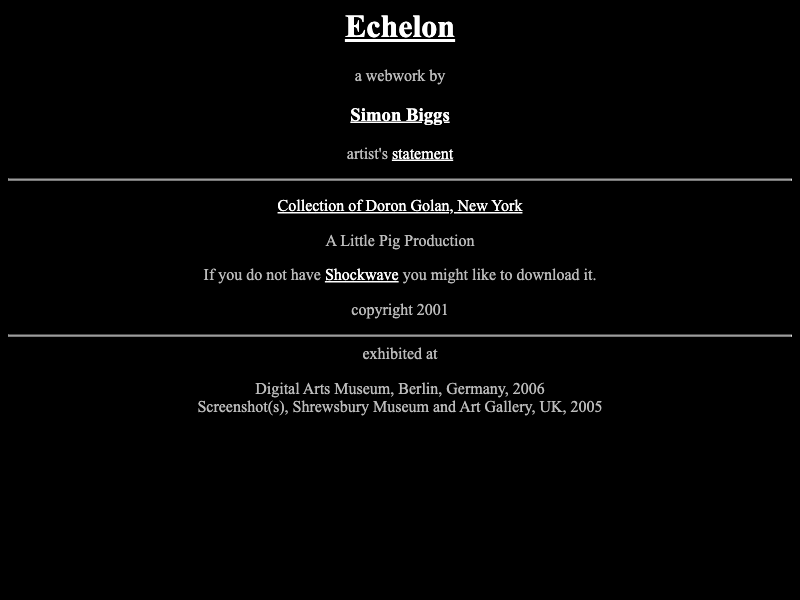 Echelon
a webwork by
Simon Biggs
artist's statement
Collection of Doron Golan, New York
A Little Pig Production
If you do not have Shockwave you might like to download it.
copyright 2001
exhibited at
Digital Arts Museum, Berlin, Germany, 2006
Screenshot(s), Shrewsbury Museum and Art Gallery, UK, 2005